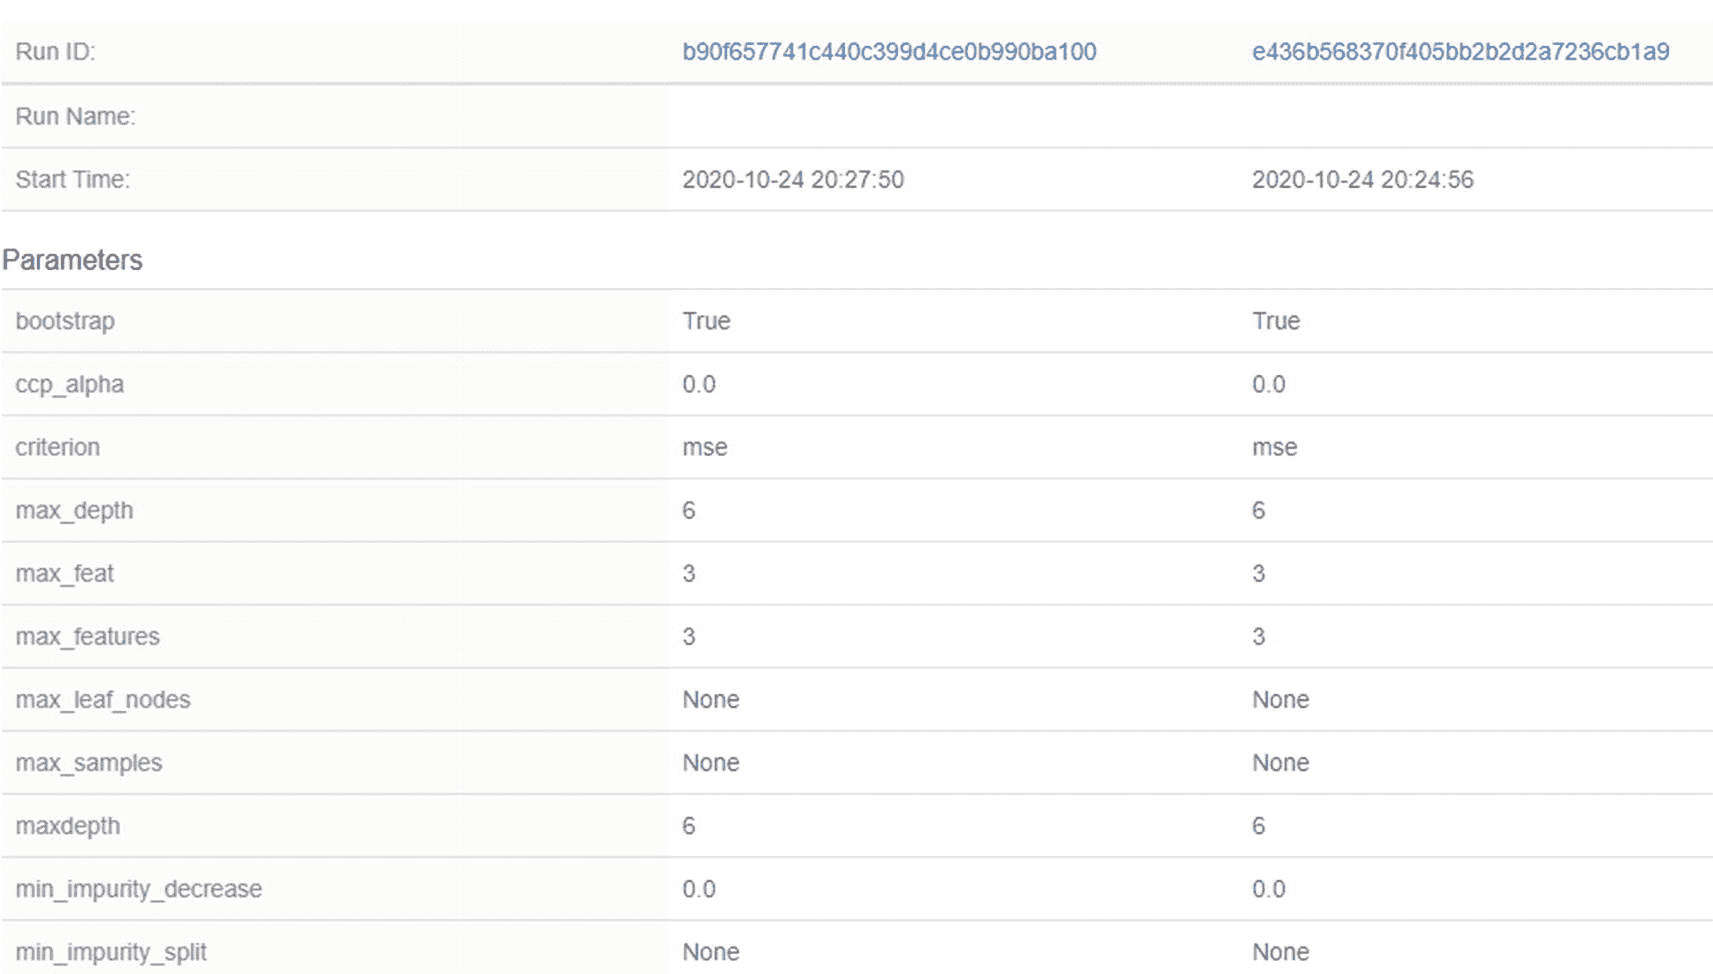 Run ID: b90f657741c440c399d4ce0b990ba100 e436b568370f405bb2b2d2a7236cb1a9
Run Name:
Start Time: 2020-10-24 20:27:50 2020-10-24 20:24:56
Parameters
bootstrap True True
ccp_alpha 0.0 0.0
criterion mse mse
max_depth 6 6
max_feat 3 3
max_features 3 3
max_leaf_nodes None None
max_samples None None
maxdepth 6 6
min_impurity_decrease 0.0 0.0
min_impurity_split None None